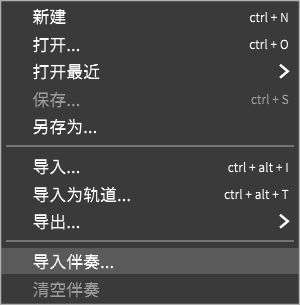 新建 ctrl + N
打开... ctrl + O
打开最近
保存... ctrl + S
另存为...
导入... ctrl + alt + I
导入为轨道... ctrl + alt + T
导出...
导入伴奏...
清空伴奏